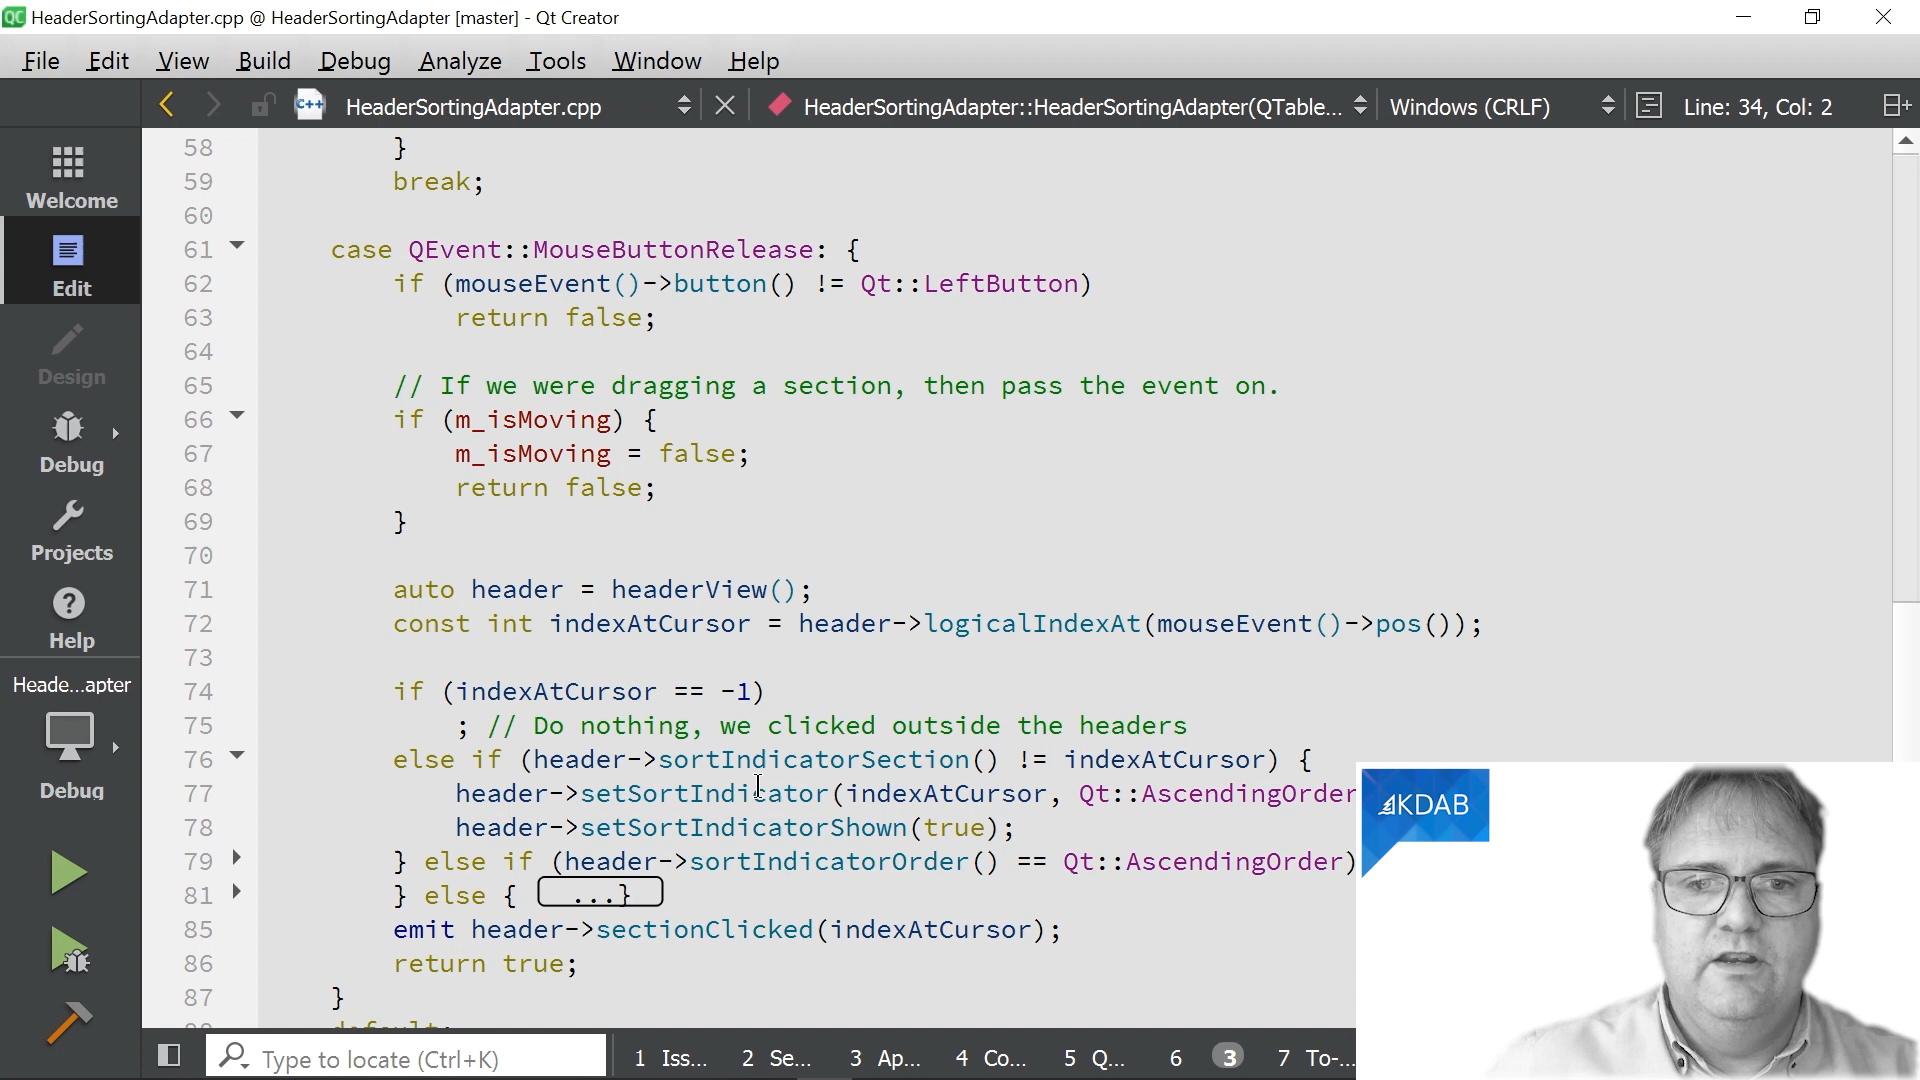 HeaderSortingAdapter.cpp @ HeaderSortingAdapter [master] - Qt Creator
File Edit View Build Debug Analyze Tools Window Help
HeaderSortingAdapter.cpp HeaderSortingAdapter::HeaderSortingAdapter(QTable... Windows (CRLF) Line: 34, Col: 2
Welcome
Edit
Design
Debug
Projects
Help
Heade...apter
Debug
58 }
59 break;
60
61 case QEvent::MouseButtonRelease: {
62 if (mouseEvent()->button() != Qt::LeftButton)
63 return false;
64
65 // If we were dragging a section, then pass the event on.
66 if (m_isMoving) {
67 m_isMoving = false;
68 return false;
69 }
70
71 auto header = headerView();
72 const int indexAtCursor = header->logicalIndexAt(mouseEvent()->pos());
73
74 if (indexAtCursor == -1)
75 ; // Do nothing, we clicked outside the headers
76 else if (header->sortIndicatorSection() != indexAtCursor) {
77 header->setSortIndicator(indexAtCursor, Qt::AscendingOrder
78 header->setSortIndicatorShown(true);
79 } else if (header->sortIndicatorOrder() == Qt::AscendingOrder)
81 } else { ...}
85 emit header->sectionClicked(indexAtCursor);
86 return true;
87 }
KDAB
Type to locate (Ctrl+K) 1 Iss... 2 Se... 3 Ap... 4 Co... 5 Q... 6 3 7 To-...